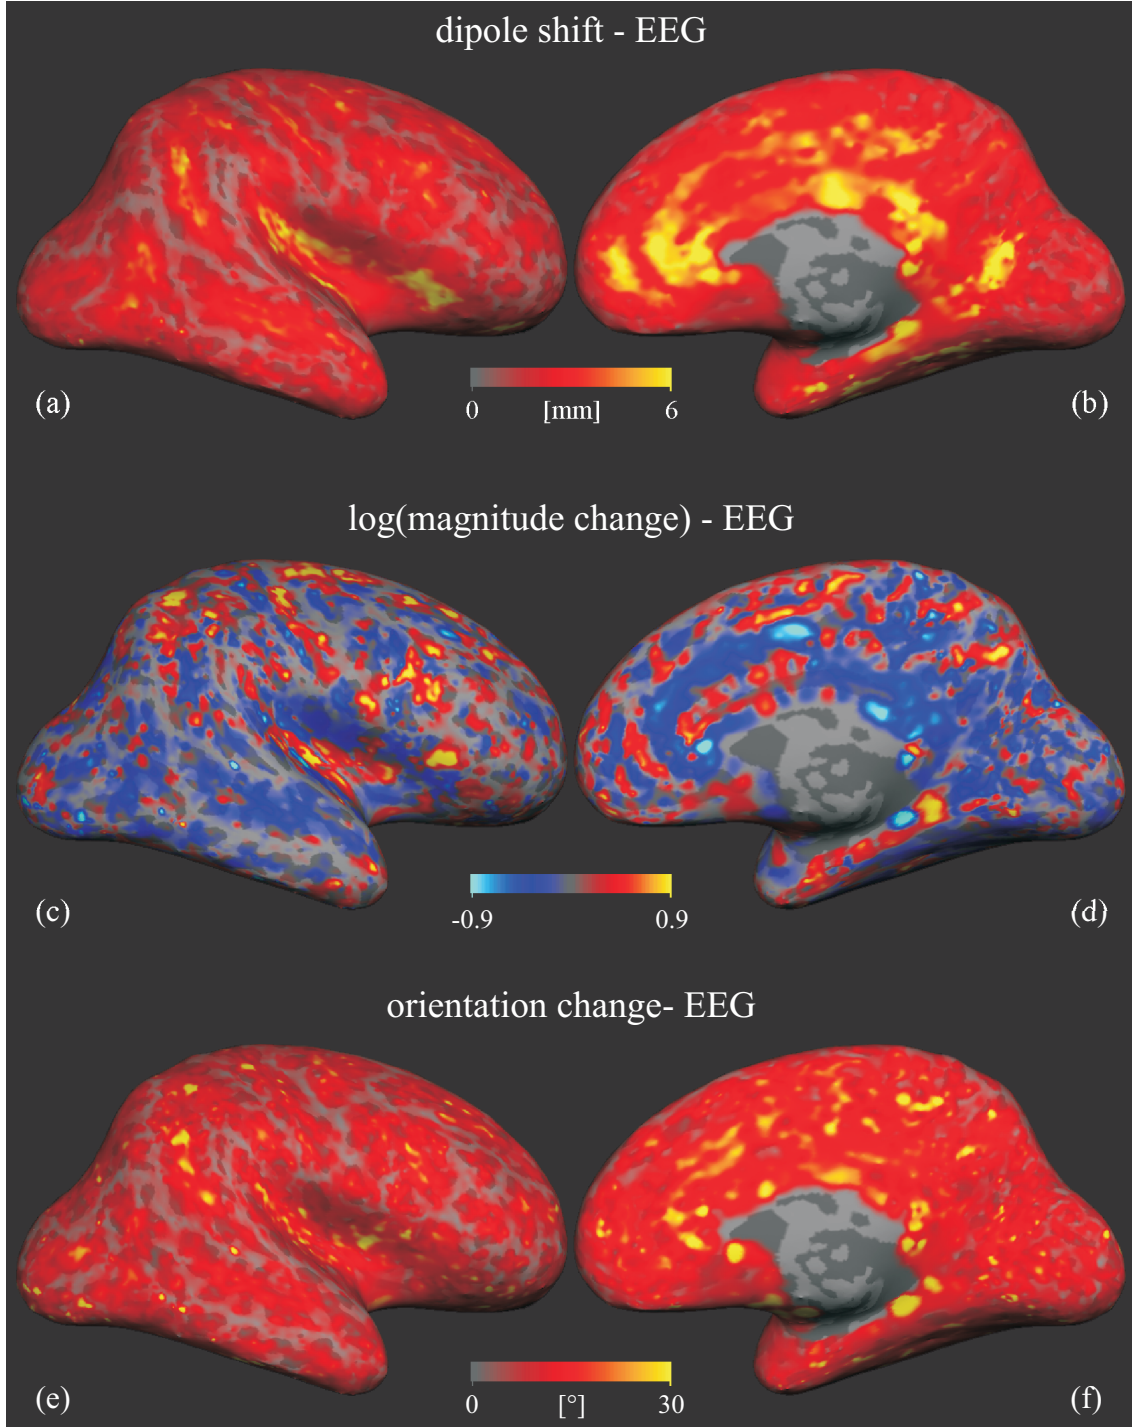 dipole shift - EEG
(a)
0 [mm] 6
(b)
log(magnitude change) - EEG
(c)
-0.9 0.9
(d)
orientation change- EEG
(e)
0 [°] 30
(f)